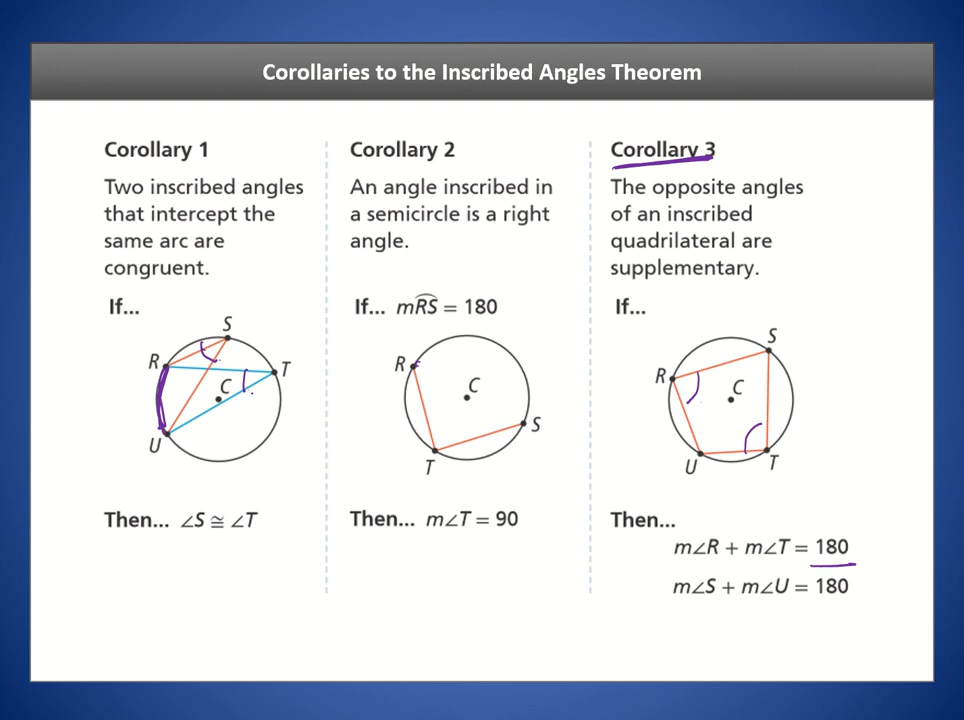 Corollaries to the Inscribed Angles Theorem
Corollary 1
Two inscribed angles
that intercept the
same arc are
congruent.
If...
S
R
T
C
U
Then... ∠S ≅ ∠T
Corollary 2
An angle inscribed in
a semicircle is a right
angle.
If... m\overset{⌢}{RS} = 180
R
C
S
T
Then... m∠T = 90
Corollary 3
The opposite angles
of an inscribed
quadrilateral are
supplementary.
If...
S
R
C
U
T
Then...
m∠R + m∠T = 180
m∠S + m∠U = 180